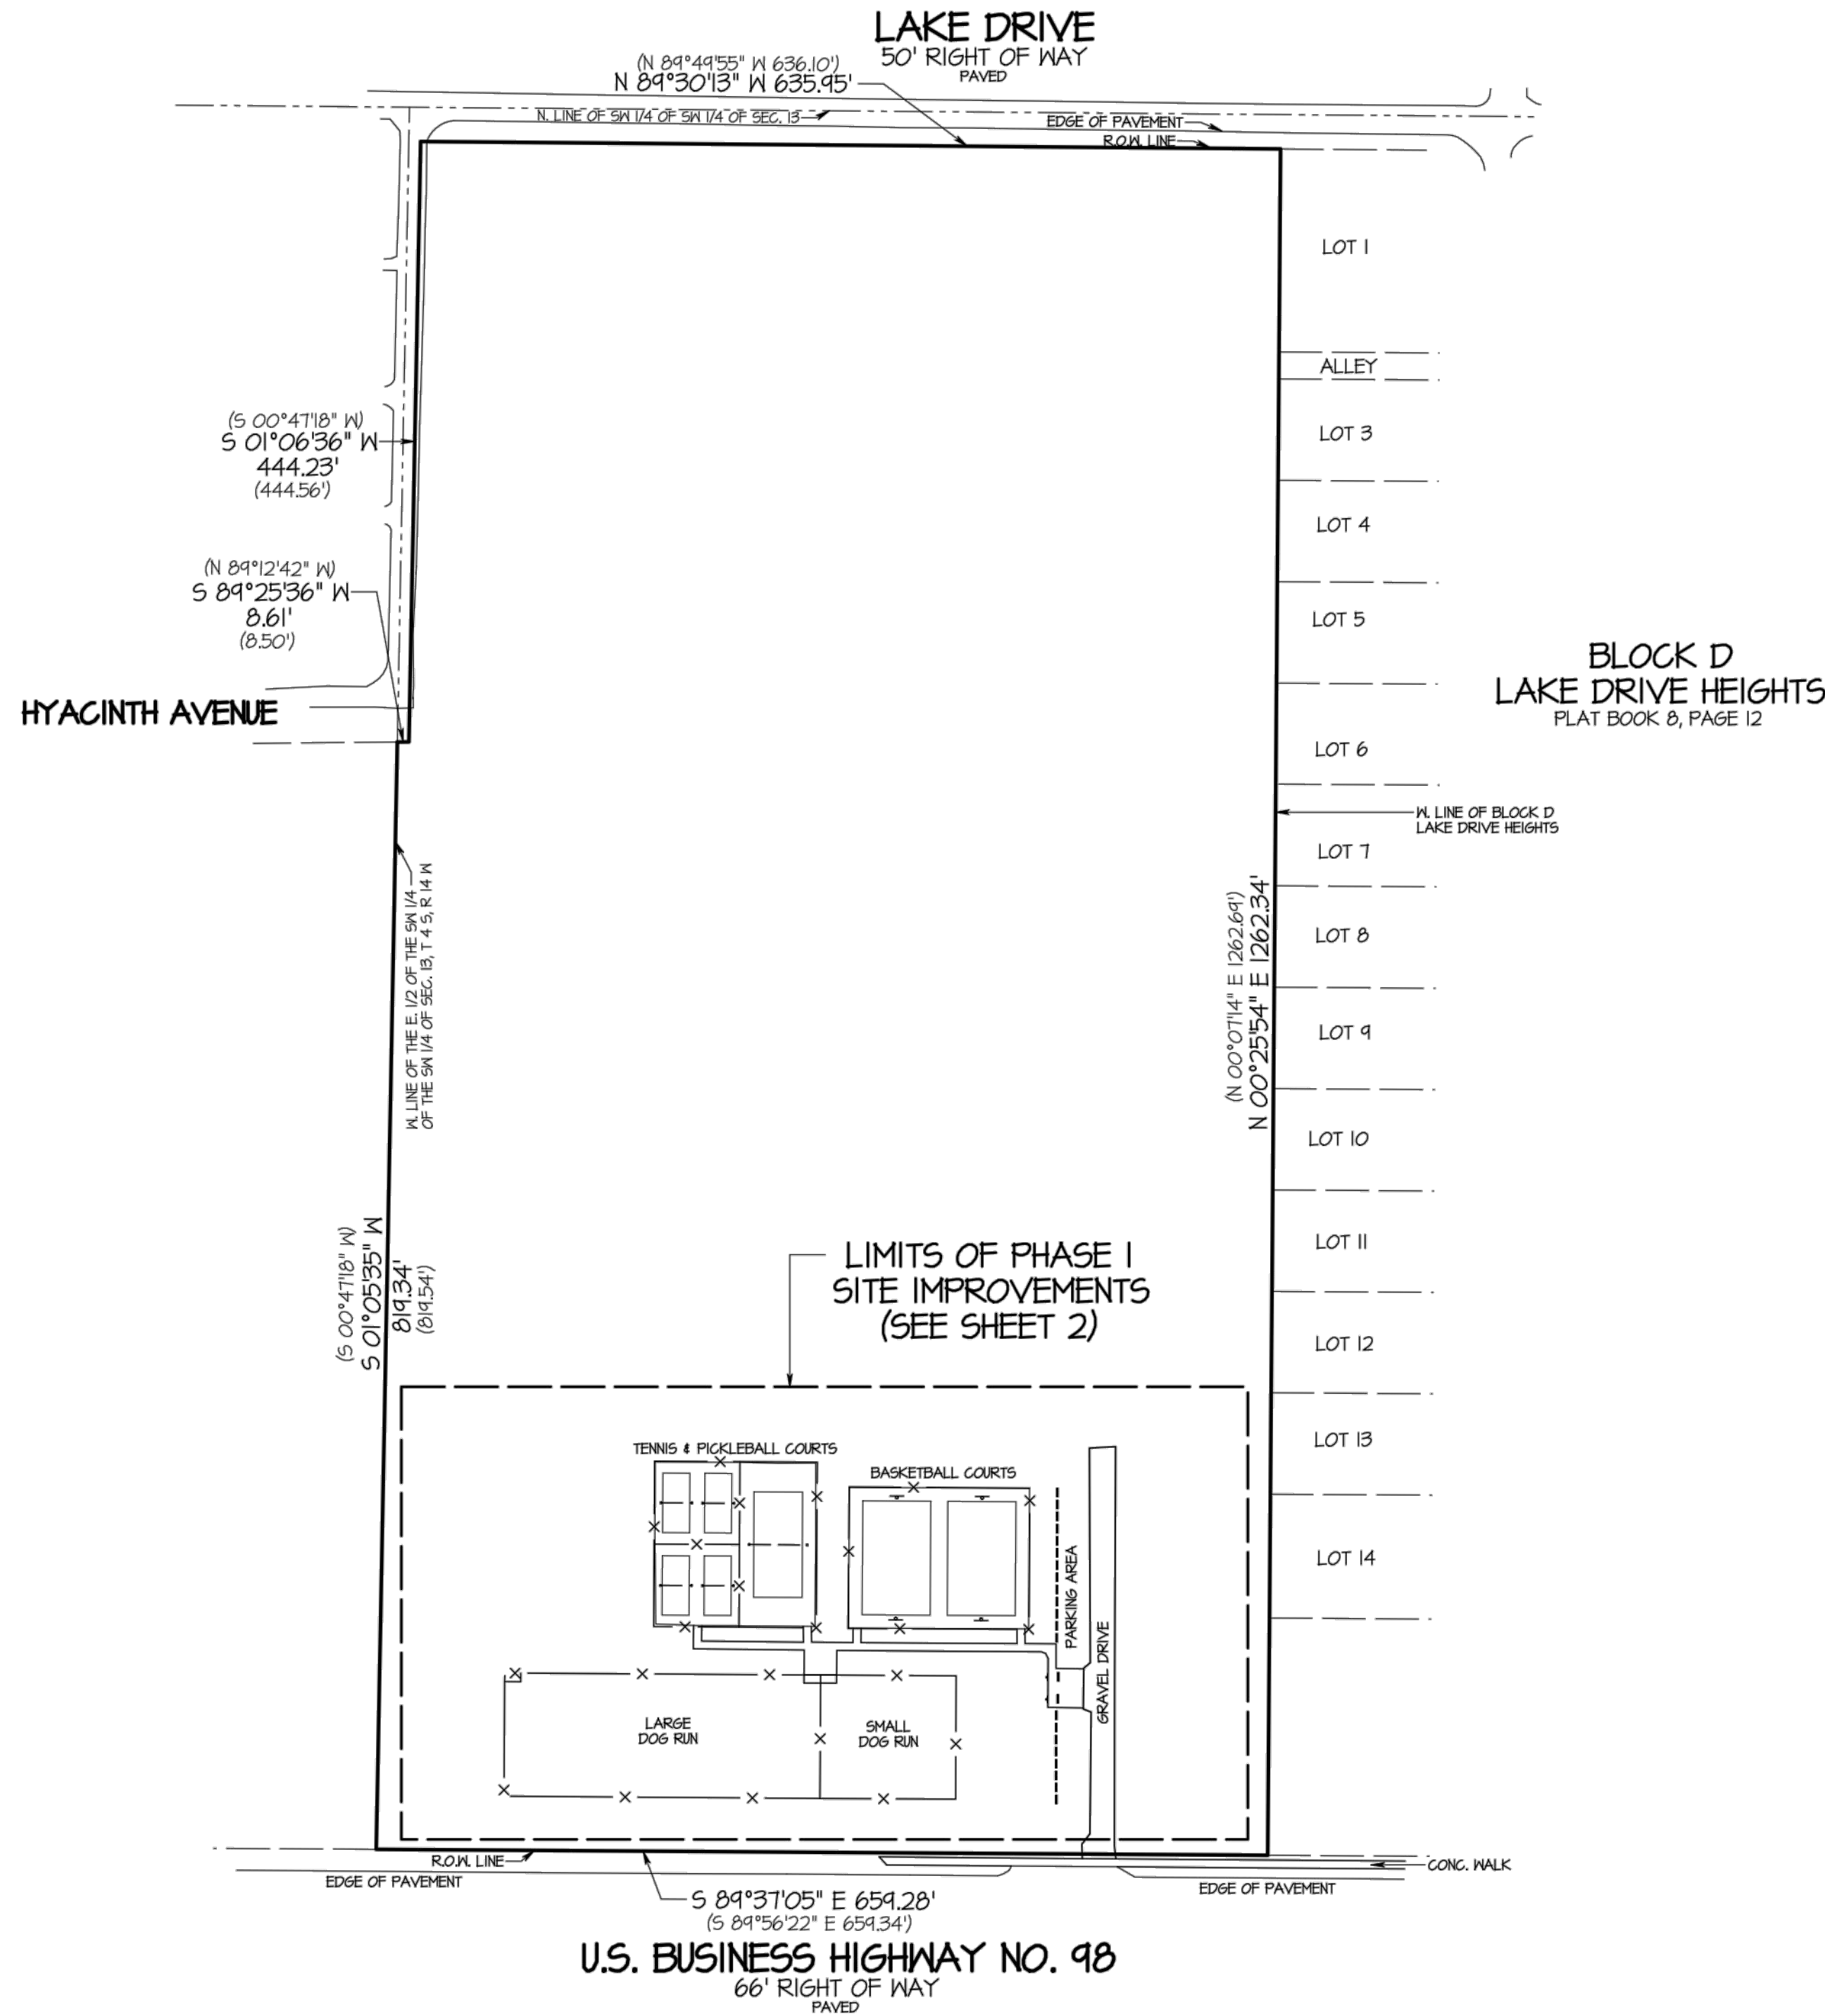 LAKE DRIVE
50' RIGHT OF WAY
PAVED
(N 89°49'55" W 636.10')
N 89°30'13" W 635.95'
N. LINE OF SW 1/4 OF SW 1/4 OF SEC. 13
EDGE OF PAVEMENT
R.O.W. LINE
LOT 1
ALLEY
LOT 3
(S 00°47'18" W)
S 01°06'36" W
444.23'
(444.56')
LOT 4
(N 89°12'42" W)
S 89°25'36" W
8.61'
(8.50')
LOT 5
BLOCK D
LAKE DRIVE HEIGHTS
PLAT BOOK 8, PAGE 12
HYACINTH AVENUE
LOT 6
W. LINE OF BLOCK D
LAKE DRIVE HEIGHTS
LOT 7
W. LINE OF THE E. 1/2 OF THE SW 1/4
OF THE SW 1/4 OF SEC. 13, T 4 S, R 14 W
(N 00°07'14" E 1262.69')
N 00°25'54" E 1262.34'
LOT 8
LOT 9
LOT 10
LOT 11
(S 00°47'18" W)
S 01°05'35" W
819.34'
(819.54')
LIMITS OF PHASE 1
SITE IMPROVEMENTS
(SEE SHEET 2)
LOT 12
LOT 13
TENNIS & PICKLEBALL COURTS
BASKETBALL COURTS
LOT 14
PARKING AREA
GRAVEL DRIVE
LARGE
DOG RUN
SMALL
DOG RUN
R.O.W. LINE
EDGE OF PAVEMENT
CONC. WALK
EDGE OF PAVEMENT
S 89°37'05" E 659.28'
(S 89°56'22" E 659.34')
U.S. BUSINESS HIGHWAY NO. 98
66' RIGHT OF WAY
PAVED